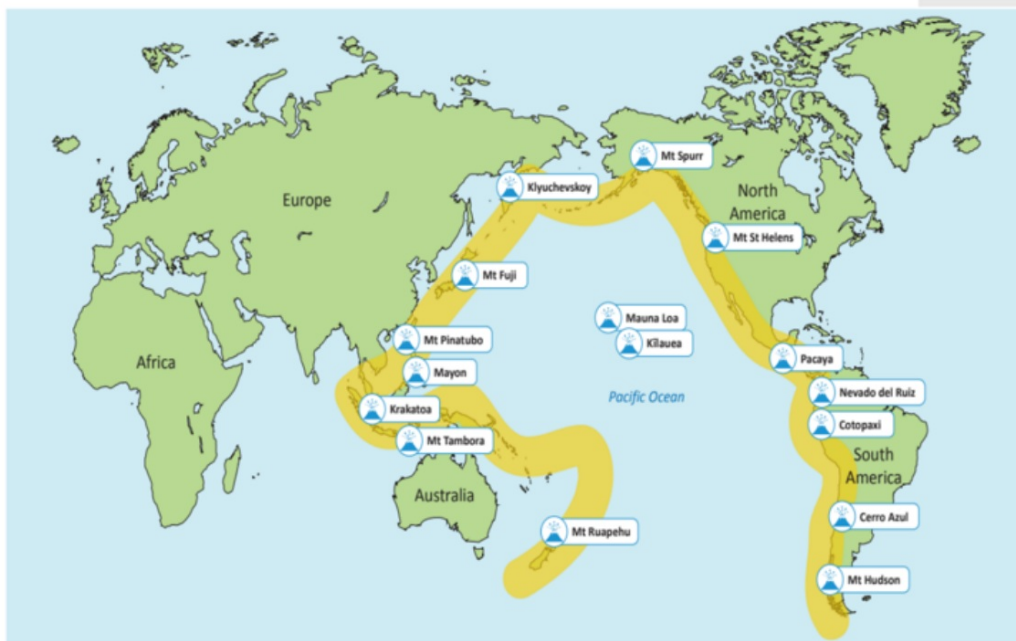 Mt Spurr
Europe
Klyuchevskoy
North
America
Mt St Helens
Mt Fuji
Mauna Loa
Mt Pinatubo
Kīlauea
Africa
Pacaya
Mayon
Nevado del Ruiz
Pacific Ocean
Krakatoa
Cotopaxi
Mt Tambora
South
America
Australia
Cerro Azul
Mt Ruapehu
Mt Hudson